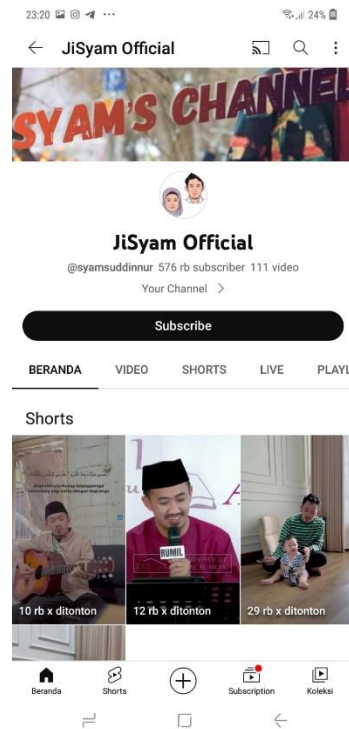 23:20
24%
JiSyam Official
SYAM'S CHANNEL
JiSyam Official
@syamsuddinnur 576 rb subscriber 111 video
Your Channel
Subscribe
BERANDA VIDEO SHORTS LIVE PLAYL
Shorts
RUMIL
10 rb x ditonton
12 rb x ditonton
29 rb x ditonton
Beranda Shorts Subscription Koleksi